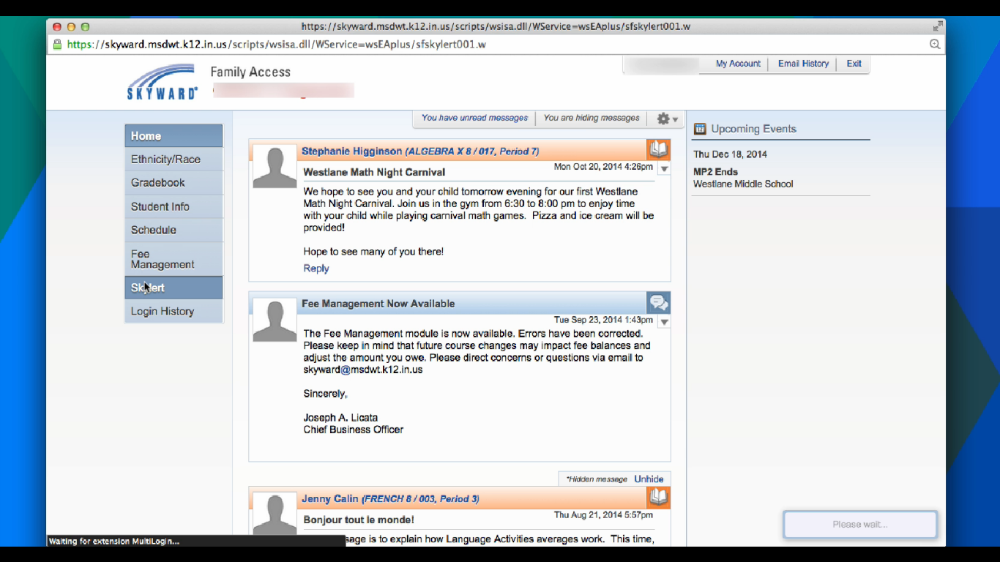 https://skyward.msdwt.k12.in.us/scripts/wsisa.dll/WService=wsEAplus/sfskylert001.w
https://skyward.msdwt.k12.in.us/scripts/wsisa.dll/WService=wsEAplus/sfskylert001.w
SKYWARD
Family Access
My Account
Email History
Exit
Home
Ethnicity/Race
Gradebook
Student Info
Schedule
Fee
Management
Skylert
Login History
You have unread messages
You are hiding messages
Stephanie Higginson (ALGEBRA X 8 / 017, Period 7)
Westlane Math Night Carnival
Mon Oct 20, 2014 4:26pm
We hope to see you and your child tomorrow evening for our first Westlane
Math Night Carnival. Join us in the gym from 6:30 to 8:00 pm to enjoy time
with your child while playing carnival math games. Pizza and ice cream will be
provided!
Hope to see many of you there!
Reply
Fee Management Now Available
Tue Sep 23, 2014 1:43pm
The Fee Management module is now available. Errors have been corrected.
Please keep in mind that future course changes may impact fee balances and
adjust the amount you owe. Please direct concerns or questions via email to
skyward@msdwt.k12.in.us
Sincerely,
Joseph A. Licata
Chief Business Officer
*Hidden message Unhide
Jenny Calin (FRENCH 8 / 003, Period 3)
Bonjour tout le monde!
Thu Aug 21, 2014 5:57pm
sage is to explain how Language Activities averages work. This time,
Upcoming Events
Thu Dec 18, 2014
MP2 Ends
Westlane Middle School
Please wait...
Waiting for extension MultiLogin...